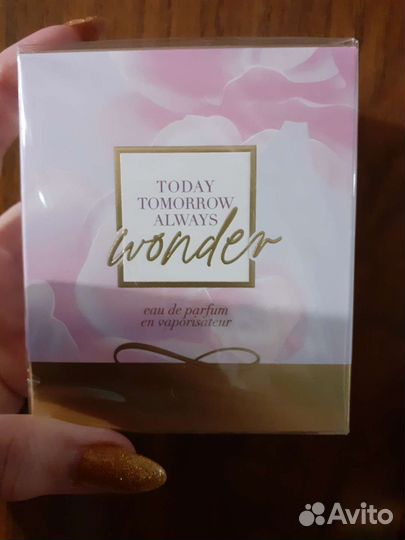 TODAY
TOMORROW
ALWAYS
wonder
eau de parfum
en vaporisateur
Avito